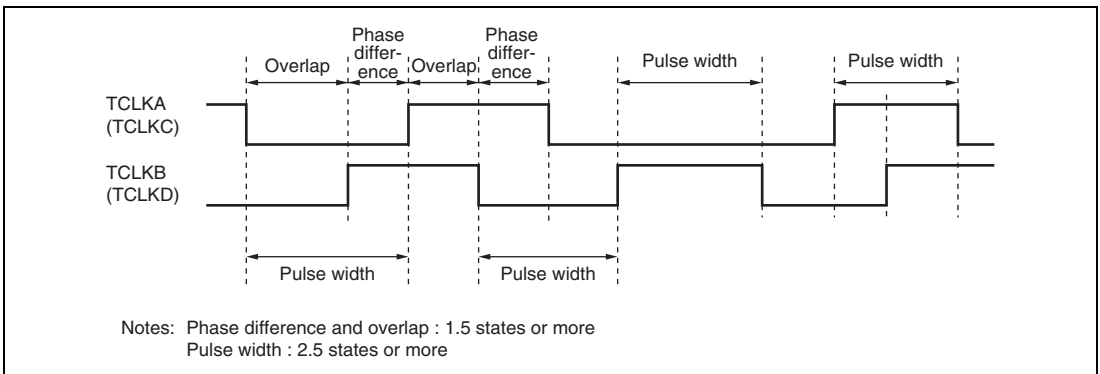 Phase
differ-
ence
Phase
differ-
ence
Overlap
Overlap
Pulse width
Pulse width
TCLKA
(TCLKC)
TCLKB
(TCLKD)
Pulse width
Pulse width
Notes: Phase difference and overlap : 1.5 states or more
Pulse width : 2.5 states or more